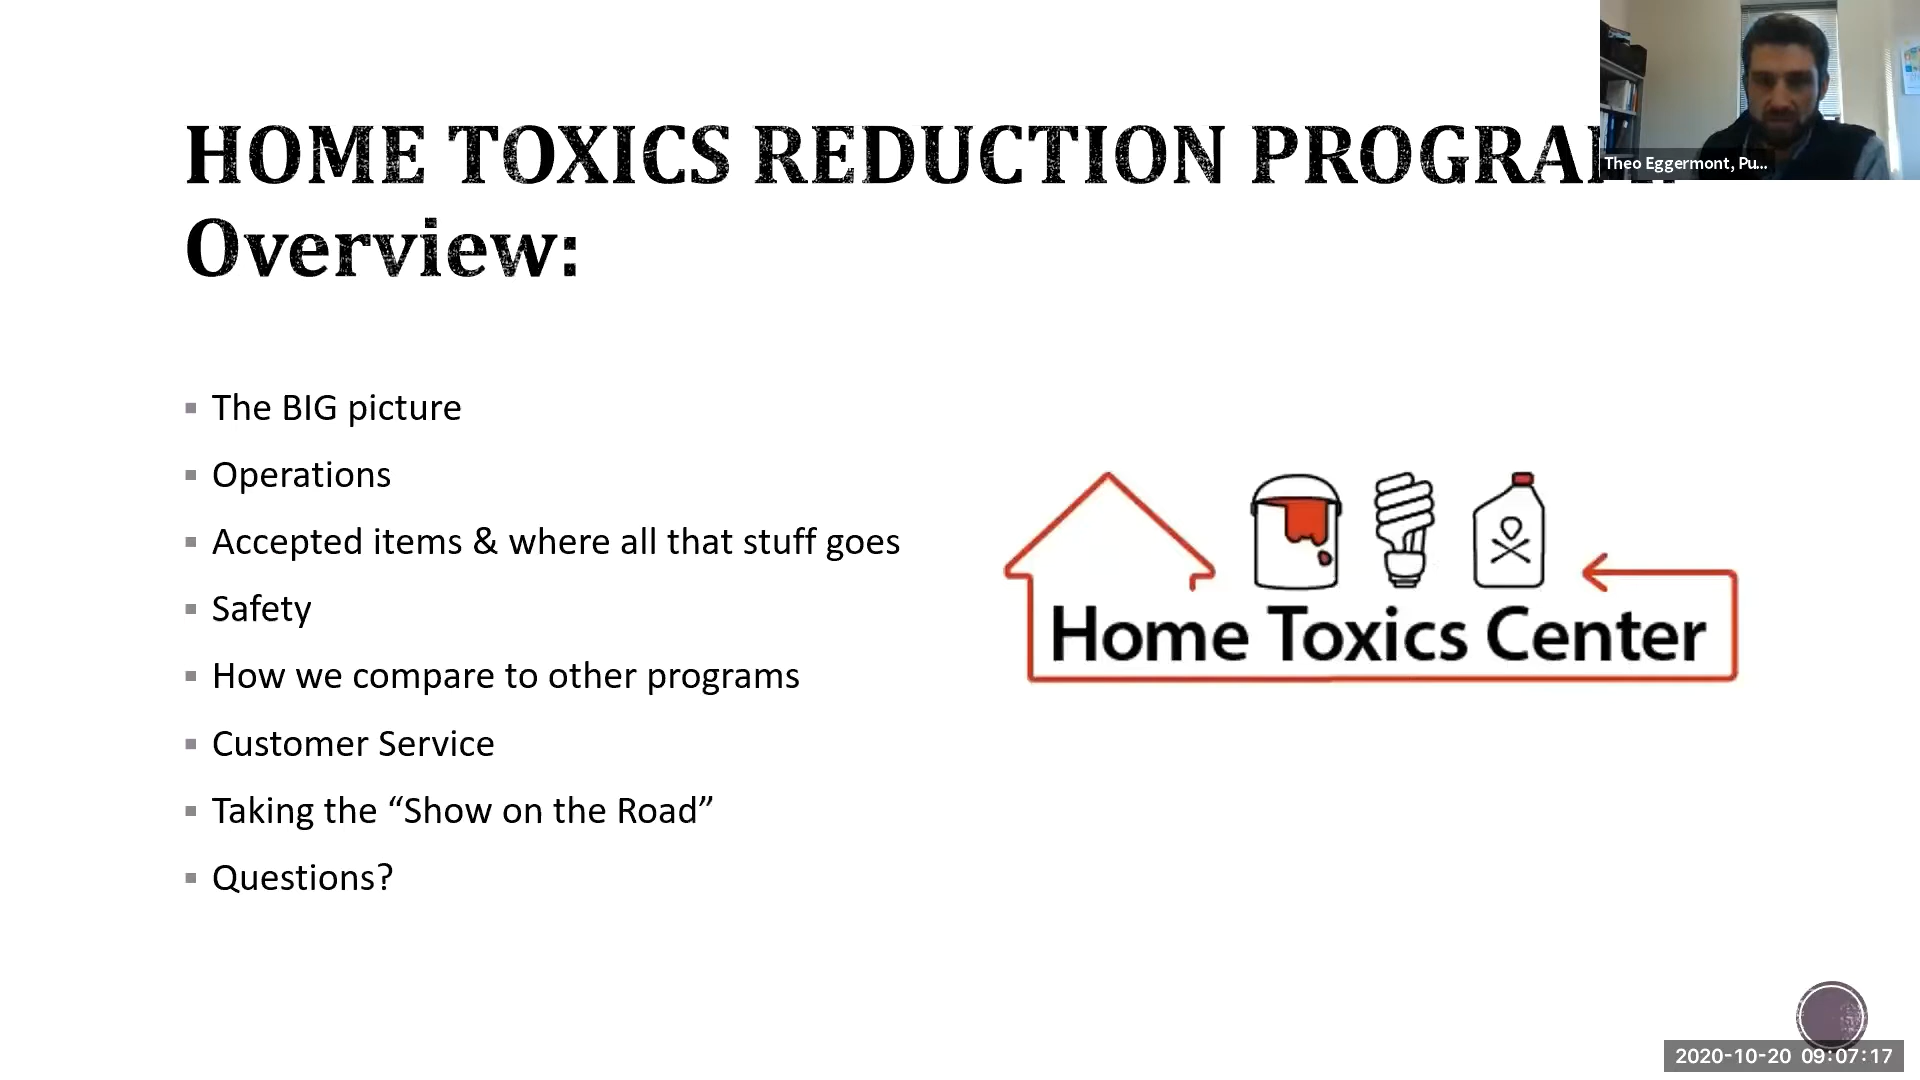 HOME TOXICS REDUCTION
Overview:
The BIG picture
Operations
Accepted items & where all that stuff goes
Safety
How we compare to other programs
Customer Service
Taking the “Show on the Road”
Questions?
Home Toxics Center
Theo Eggermont, Pu...
2020-10-20 09:07:17